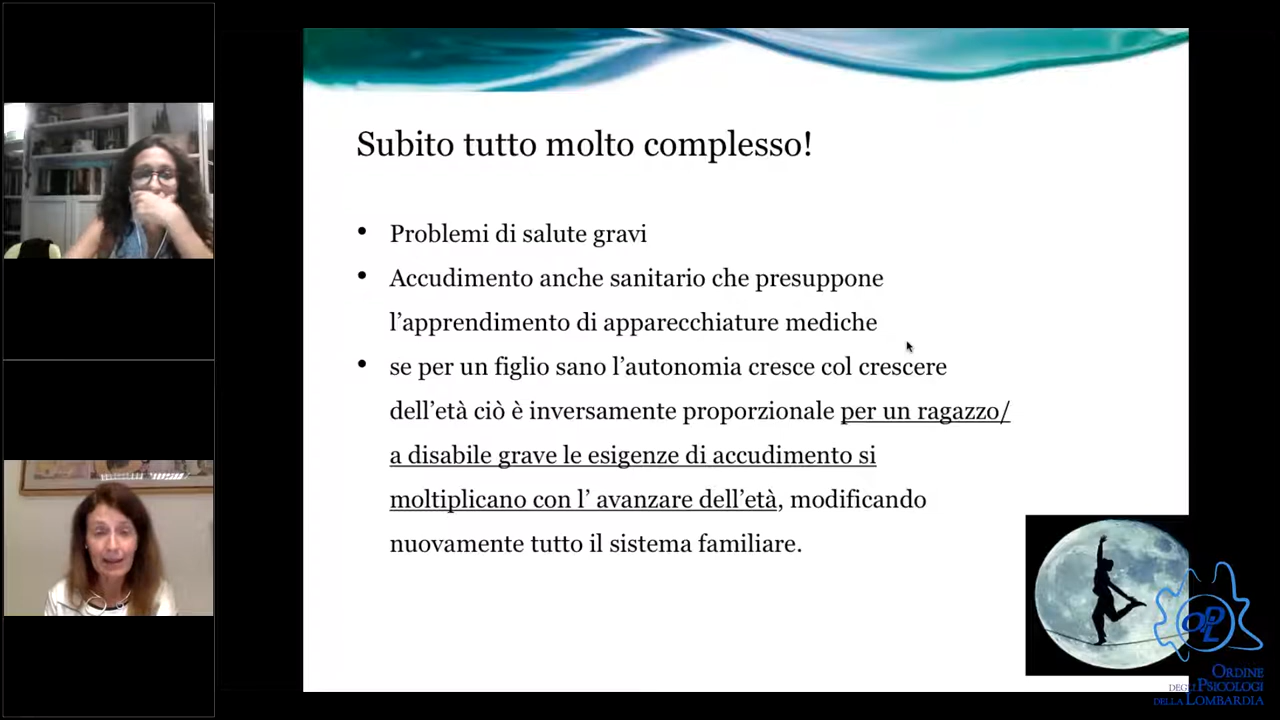 Subito tutto molto complesso!
• Problemi di salute gravi
• Accudimento anche sanitario che presuppone
l’apprendimento di apparecchiature mediche
• se per un figlio sano l’autonomia cresce col crescere
dell’età ciò è inversamente proporzionale per un ragazzo/
a disabile grave le esigenze di accudimento si
moltiplicano con l’ avanzare dell’età, modificando
nuovamente tutto il sistema familiare.
OPL
ORDINE
DEGLI PSICOLOGI
DELLA LOMBARDIA